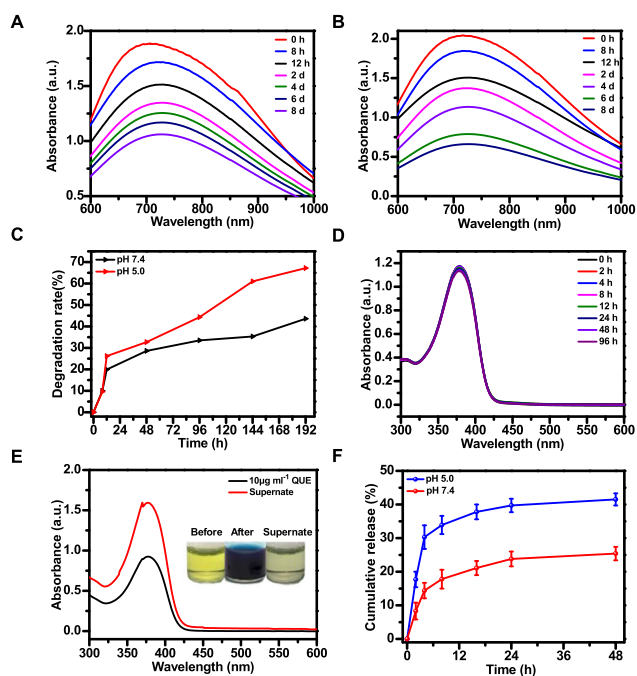 A
B
2.0
1.5
1.0
0.5
600 700 800 900 1000
Wavelength (nm)
Absorbance (a.u.)
0 h
8 h
12 h
2 d
4 d
6 d
8 d
2.0
1.5
1.0
0.5
0.0
600 700 800 900 1000
Wavelength (nm)
Absorbance (a.u.)
0 h
8 h
12 h
2 d
4 d
6 d
8 d
C
D
70
60
50
40
30
20
10
0
0 24 48 72 96 120 144 168 192
Time (h)
Degradation rate(%)
pH 7.4
pH 5.0
1.2
0.9
0.6
0.4
0.2
0.0
300 350 400 450 500 550 600
Wavelength (nm)
Absorbance (a.u.)
0 h
2 h
4 h
8 h
12 h
24 h
48 h
96 h
E
F
2.0
1.5
1.0
0.5
0.0
300 350 400 450 500 550 600
Wavelength (nm)
Absorbance (a.u.)
10μg ml⁻¹ QUE
Supernate
Before After Supernate
50
40
30
20
10
0
0 12 24 36 48
Time (h)
Cumulative release (%)
pH 5.0
pH 7.4